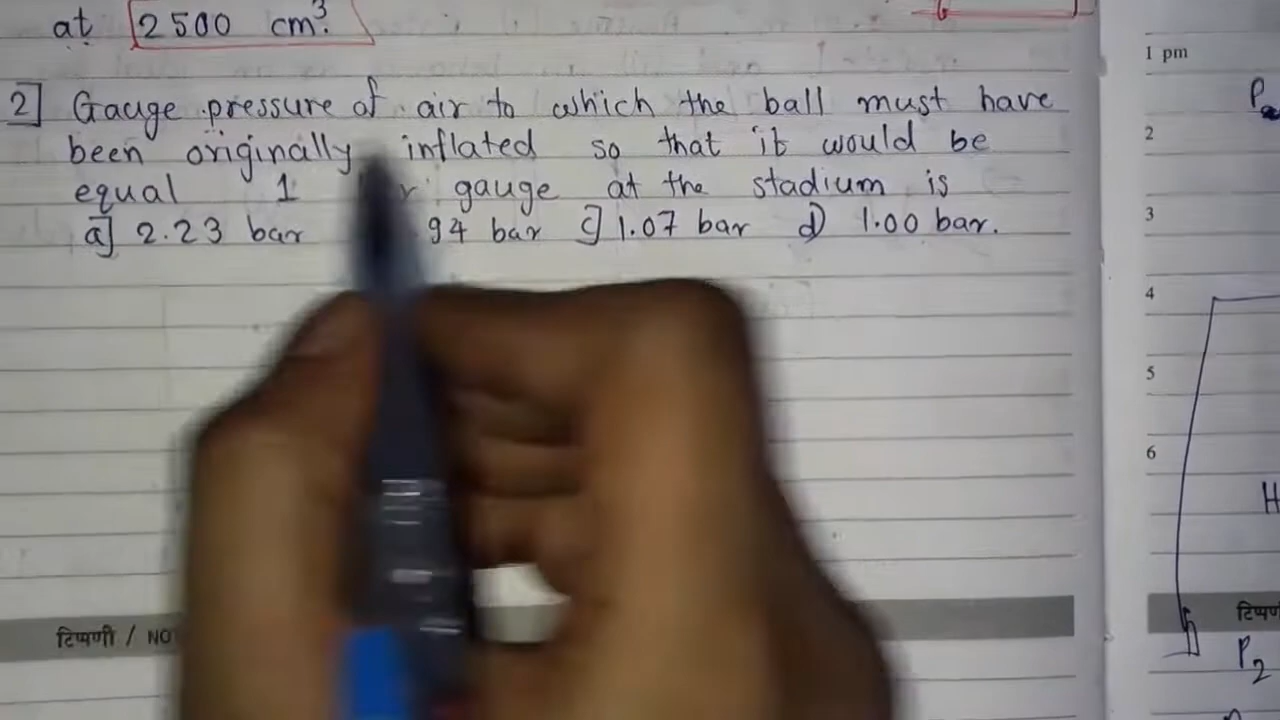 at 2500 cm³.
2] Gauge pressure of air to which the ball must have
been originally inflated so that it would be
equal 1 gauge at the stadium is
a] 2.23 bar 94 bar c] 1.07 bar d) 1.00 bar.
टिप्पणी / NO
1 pm
2
3
4
5
6
H
P₂